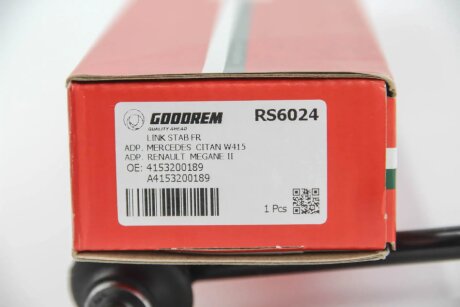 GOODREM
QUALITY AHEAD
RS6024
LINK STAB FR
ADP. MERCEDES CITAN W415
ADP. RENAULT MEGANE II
OE: 4153200189
A4153200189
1 Pcs